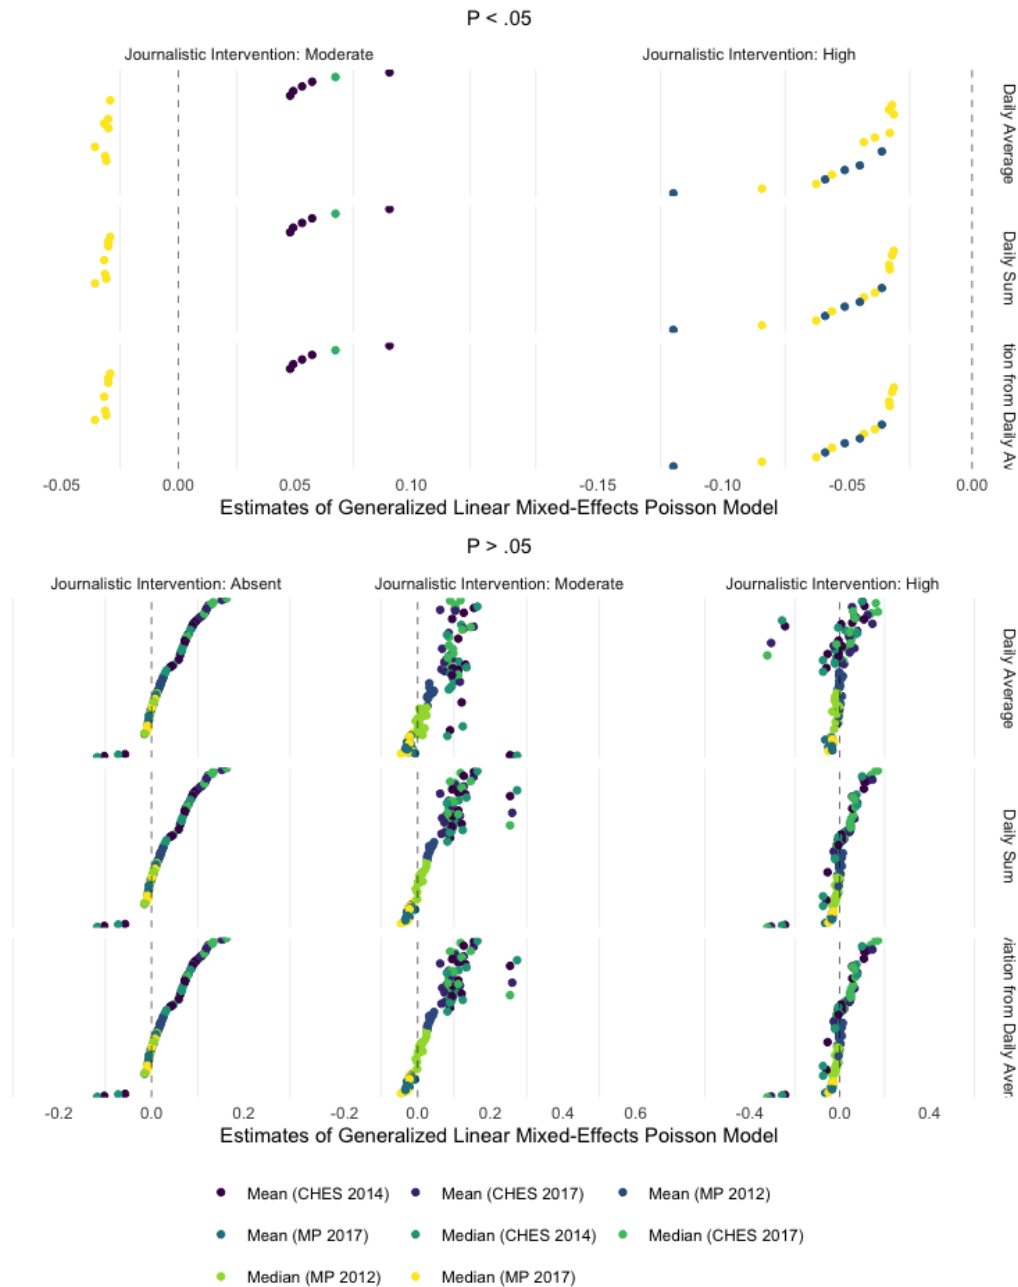 P < .05
Journalistic Intervention: Moderate
Journalistic Intervention: High
Daily Average
Daily Sum
tion from Daily Av
-0.05 0.00 0.05 0.10
-0.15 -0.10 -0.05 0.00
Estimates of Generalized Linear Mixed-Effects Poisson Model
P > .05
Journalistic Intervention: Absent
Journalistic Intervention: Moderate
Journalistic Intervention: High
Daily Average
Daily Sum
viation from Daily Aver
-0.2 0.0 0.2
-0.2 0.0 0.2 0.4 0.6
-0.4 0.0 0.4
Estimates of Generalized Linear Mixed-Effects Poisson Model
Mean (CHES 2014) Mean (CHES 2017) Mean (MP 2012)
Mean (MP 2017) Median (CHES 2014) Median (CHES 2017)
Median (MP 2012) Median (MP 2017)